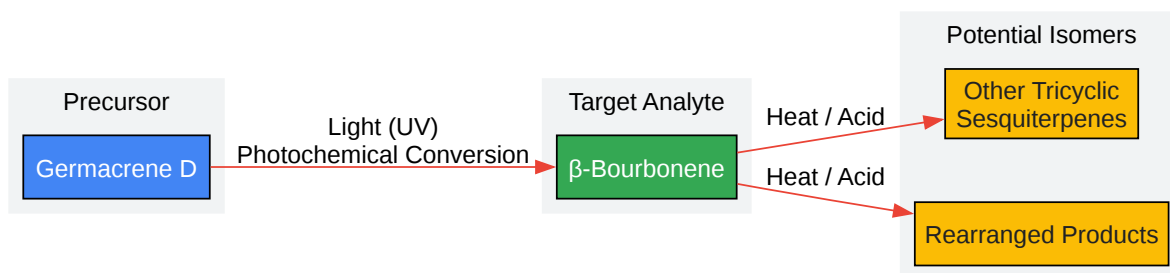 Precursor
Germacrene D
Light (UV)
Photochemical Conversion
Target Analyte
β-Bourbonene
Heat / Acid
Heat / Acid
Potential Isomers
Other Tricyclic
Sesquiterpenes
Rearranged Products